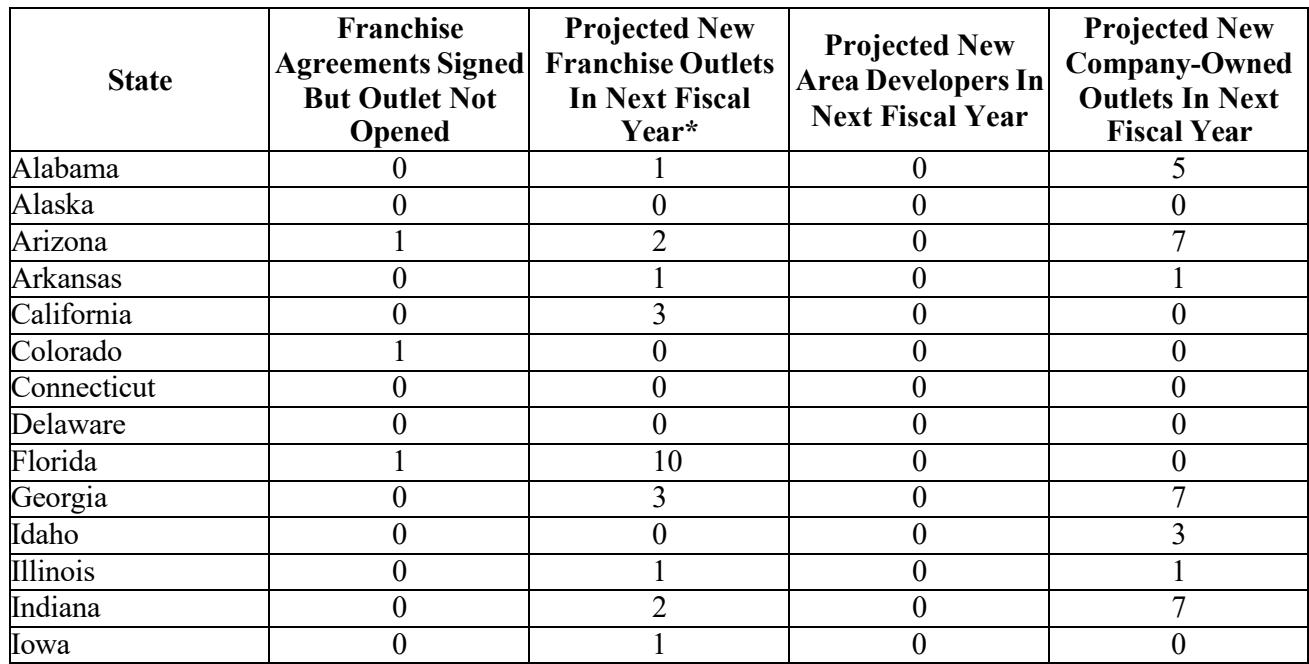 State
Franchise
Agreements Signed
But Outlet Not
Opened
Projected New
Franchise Outlets
In Next Fiscal
Year*
Projected New
Area Developers In
Next Fiscal Year
Projected New
Company-Owned
Outlets In Next
Fiscal Year
Alabama 0 1 0 5
Alaska 0 0 0 0
Arizona 1 2 0 7
Arkansas 0 1 0 1
California 0 3 0 0
Colorado 1 0 0 0
Connecticut 0 0 0 0
Delaware 0 0 0 0
Florida 1 10 0 0
Georgia 0 3 0 7
Idaho 0 0 0 3
Illinois 0 1 0 1
Indiana 0 2 0 7
Iowa 0 1 0 0